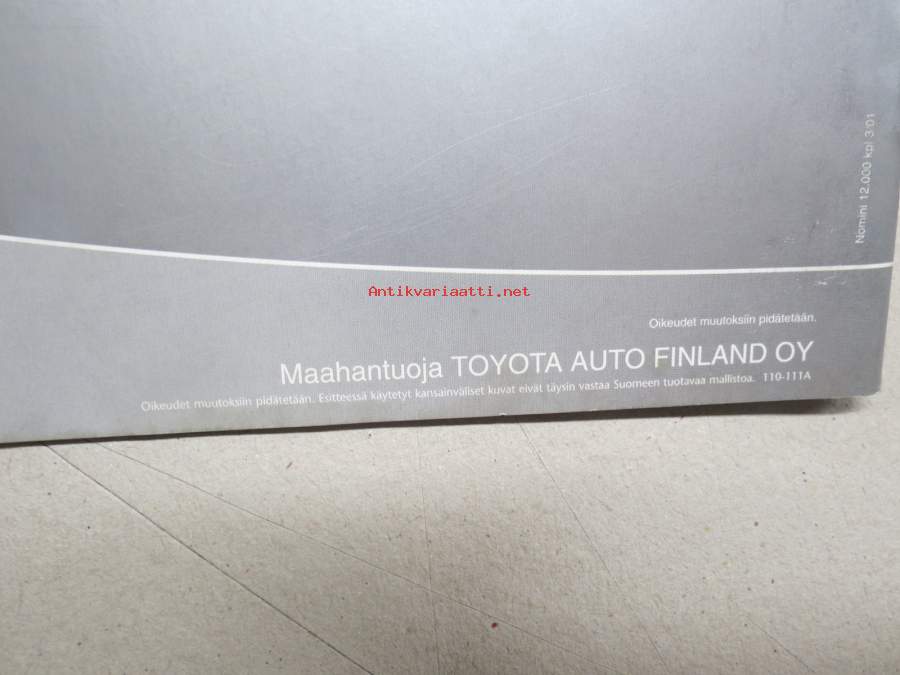 Nomini 12.000 kpl 3/01
Antikvariaatti.net
Oikeudet muutoksiin pidätetään.
Maahantuoja TOYOTA AUTO FINLAND OY
Oikeudet muutoksiin pidätetään. Esitteessä käytetyt kansainväliset kuvat eivät täysin vastaa Suomeen tuotavaa mallistoa. 110-111A